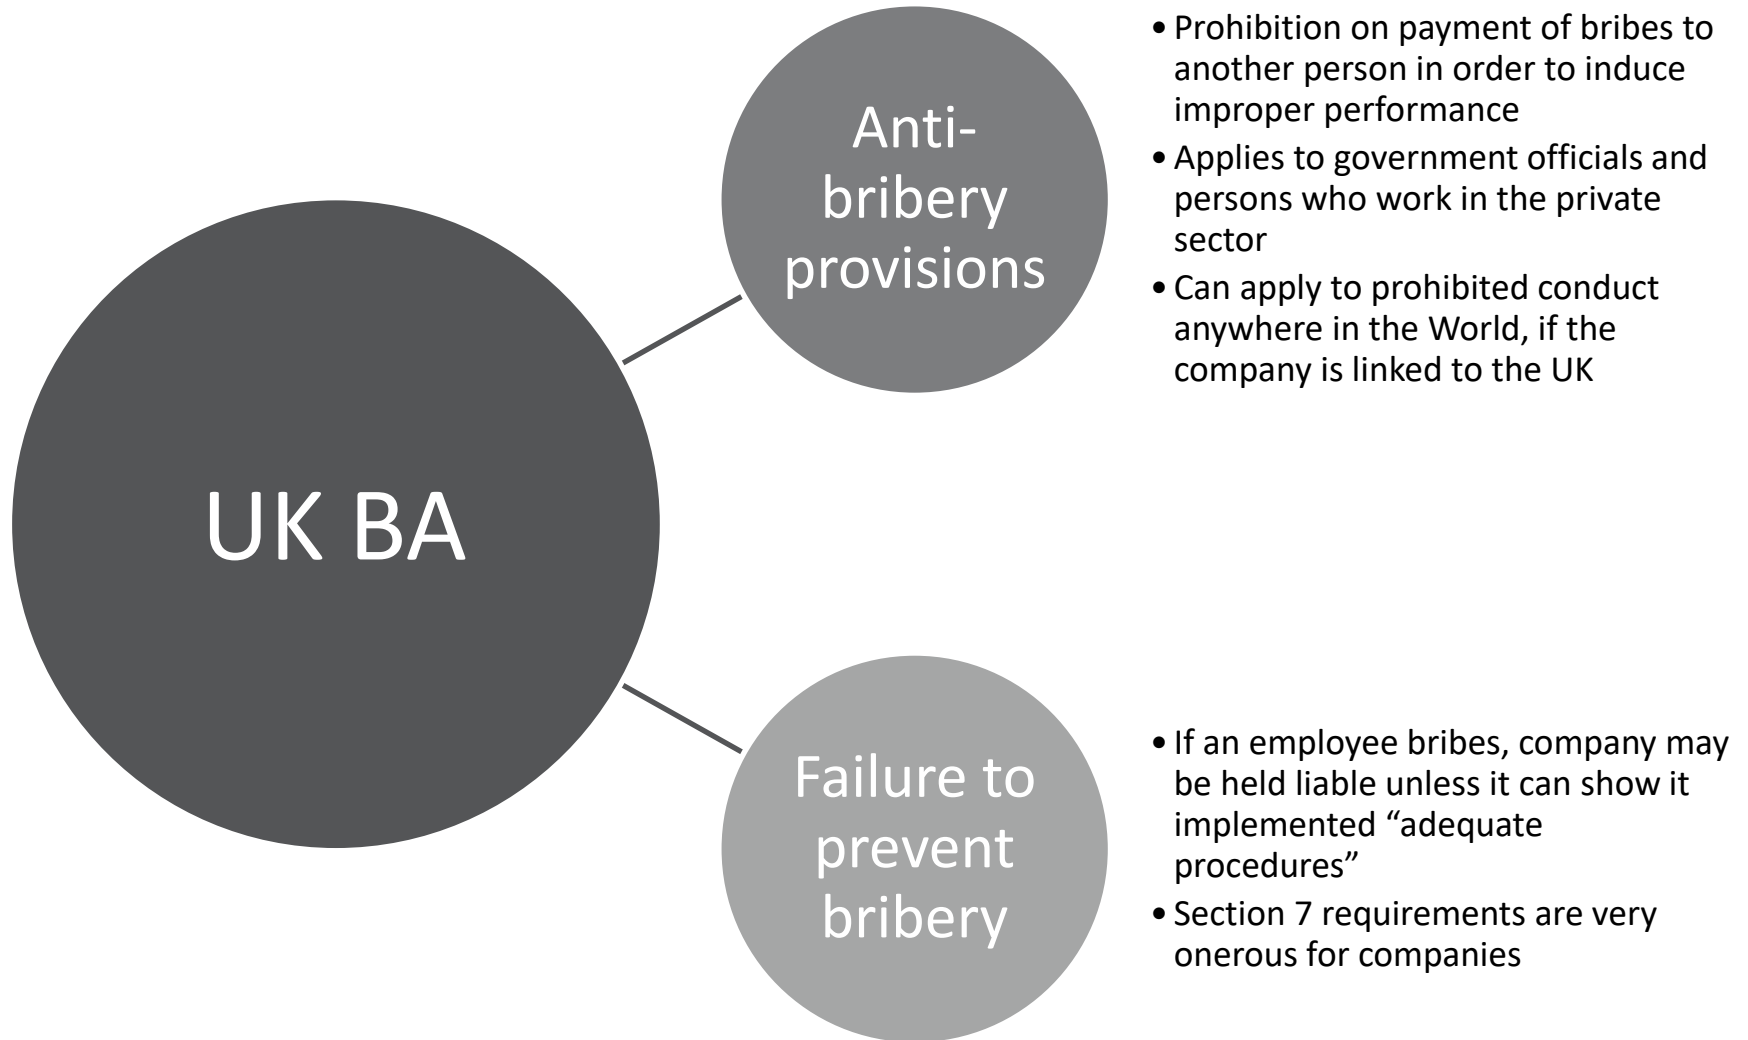 UK BA
Anti-
bribery
provisions
• Prohibition on payment of bribes to
another person in order to induce
improper performance
• Applies to government officials and
persons who work in the private
sector
• Can apply to prohibited conduct
anywhere in the World, if the
company is linked to the UK
Failure to
prevent
bribery
• If an employee bribes, company may
be held liable unless it can show it
implemented “adequate
procedures”
• Section 7 requirements are very
onerous for companies